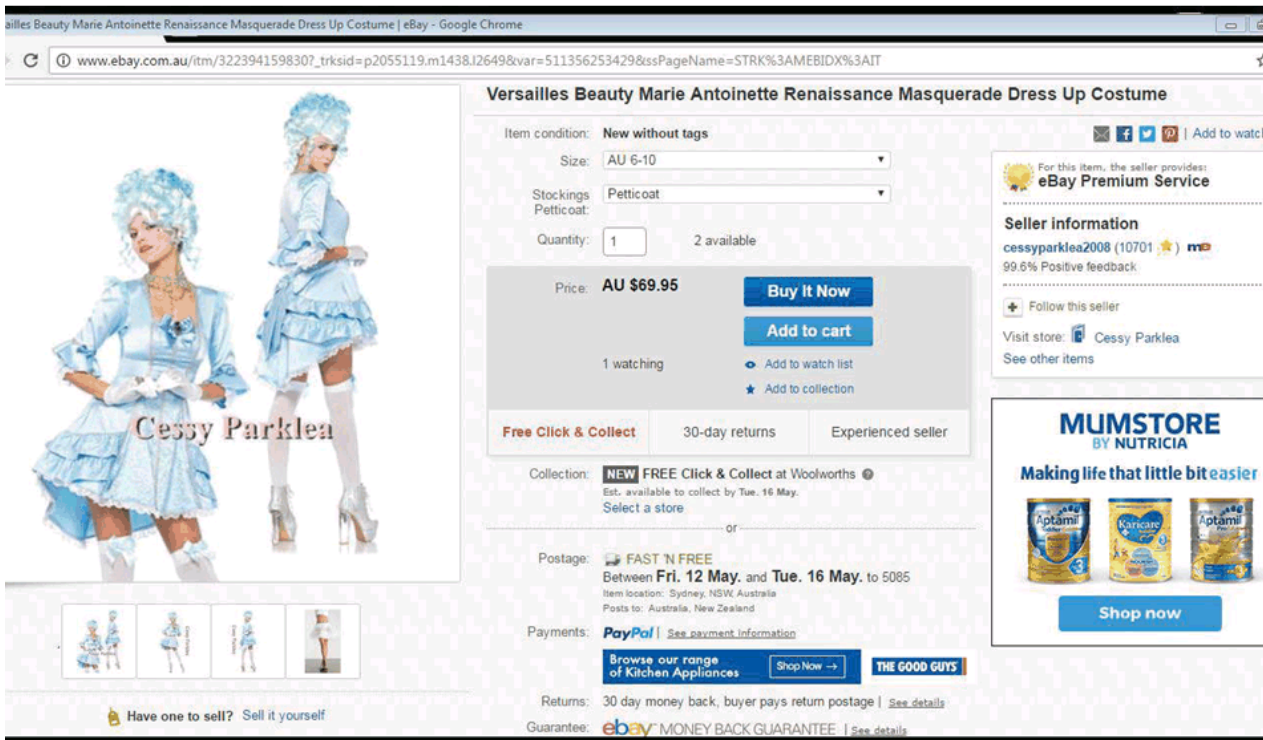 ailles Beauty Marie Antoinette Renaissance Masquerade Dress Up Costume | eBay - Google Chrome
www.ebay.com.au/itm/322394159830?_trksid=p2055119.m1438.l2649&var=511356253429&ssPageName=STRK%3AMEBIDX%3AIT
Versailles Beauty Marie Antoinette Renaissance Masquerade Dress Up Costume
Item condition: New without tags
| Add to watch
Size: AU 6-10
Stockings Petticoat: Petticoat
Quantity: 1 2 available
Price: AU $69.95
Buy It Now
Add to cart
1 watching
Add to watch list
Add to collection
Free Click & Collect 30-day returns Experienced seller
Collection: NEW FREE Click & Collect at Woolworths
Est. available to collect by Tue. 16 May.
Select a store
or
Postage: FAST 'N FREE
Between Fri. 12 May. and Tue. 16 May. to 5085
Item location: Sydney, NSW, Australia
Posts to: Australia, New Zealand
Payments: PayPal | See payment information
Browse our range
of Kitchen Appliances
Shop Now →
THE GOOD GUYS
Returns: 30 day money back, buyer pays return postage | See details
Guarantee: ebay MONEY BACK GUARANTEE | See details
Cessy Parklea
Have one to sell? Sell it yourself
For this item, the seller provides:
eBay Premium Service
Seller information
cessyparklea2008 (10701 ) me
99.6% Positive feedback
Follow this seller
Visit store: Cessy Parklea
See other items
MUMSTORE
BY NUTRICIA
Making life that little bit easier
Aptamil
Karicare
Aptamil
Shop now